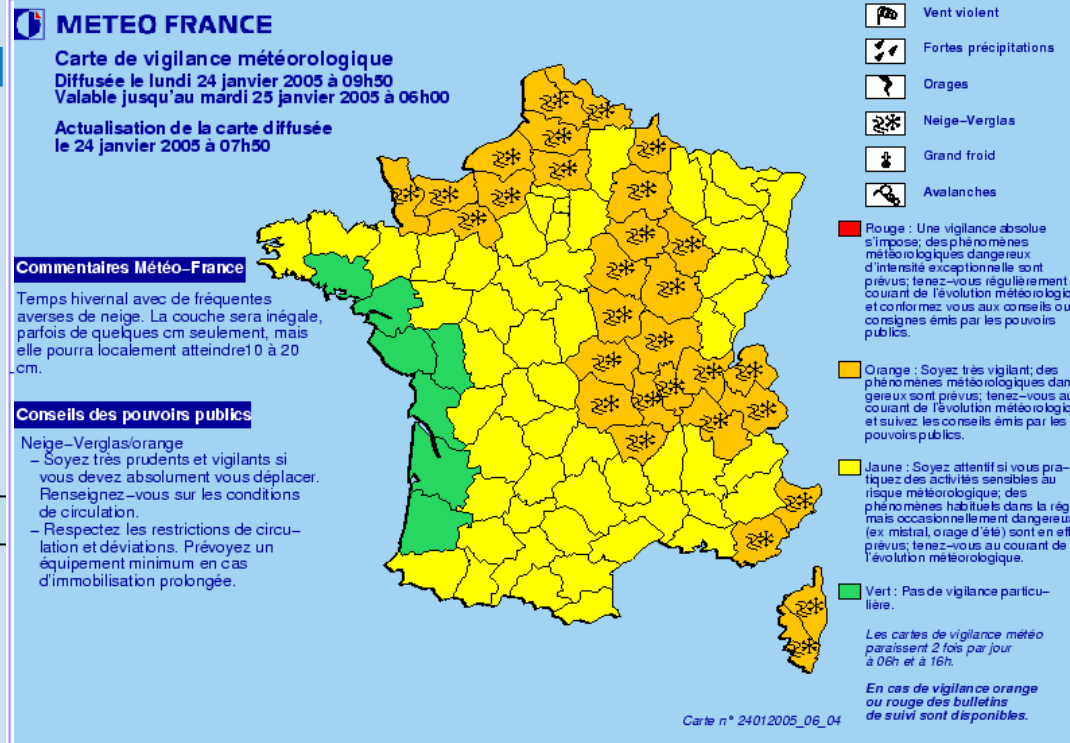 METEO FRANCE
Carte de vigilance météorologique
Diffusée le lundi 24 janvier 2005 à 09h50
Valable jusqu'au mardi 25 janvier 2005 à 06h00
Actualisation de la carte diffusée
le 24 janvier 2005 à 07h50
Commentaires Météo-France
Temps hivernal avec de fréquentes
averses de neige. La couche sera inégale,
parfois de quelques cm seulement, mais
elle pourra localement atteindre10 à 20
cm.
Conseils des pouvoirs publics
Neige-Verglas/orange
- Soyez très prudents et vigilants si
vous devez absolument vous déplacer.
Renseignez-vous sur les conditions
de circulation.
- Respectez les restrictions de circu-
lation et déviations. Prévoyez un
équipement minimum en cas
d'immobilisation prolongée.
Vent violent
Fortes précipitations
Orages
Neige-Verglas
Grand froid
Avalanches
Rouge : Une vigilance absolue
s'impose; des phénomènes
météorologiques dangereux
d'intensité exceptionnelle sont
prévus; tenez-vous régulièrement
courant de l'évolution météorologic
et conformez vous aux conseils ou
consignes émis par les pouvoirs
publics.
Orange : Soyez très vigilant; des
phénomènes météorologiques dan
gereux sont prévus; tenez-vous au
courant de l'évolution météorologic
et suivez les conseils émis par les
pouvoirs publics.
Jaune : Soyez attentif si vous pra-
tiquez des activités sensibles au
risque météorologique; des
phénomènes habituels dans la rég
mais occasionnellement dangereux
(ex mistral, orage d'été) sont en eff
prévus; tenez-vous au courant de
l'évolution météorologique.
Vert : Pas de vigilance particu-
lière.
Les cartes de vigilance météo
paraissent 2 fois par jour
à 06h et à 16h.
En cas de vigilance orange
ou rouge des bulletins
de suivi sont disponibles.
Carte n° 24012005_06_04